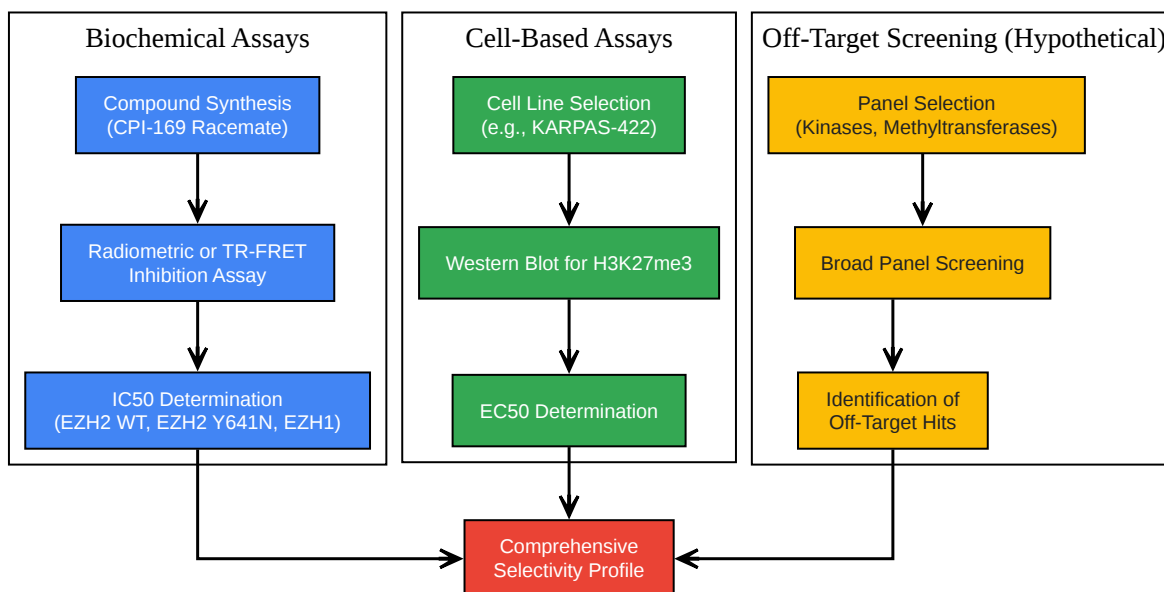 Biochemical Assays
Compound Synthesis
(CPI-169 Racemate)
Radiometric or TR-FRET
Inhibition Assay
IC50 Determination
(EZH2 WT, EZH2 Y641N, EZH1)
Cell-Based Assays
Cell Line Selection
(e.g., KARPAS-422)
Western Blot for H3K27me3
EC50 Determination
Off-Target Screening (Hypothetical)
Panel Selection
(Kinases, Methyltransferases)
Broad Panel Screening
Identification of
Off-Target Hits
Comprehensive
Selectivity Profile